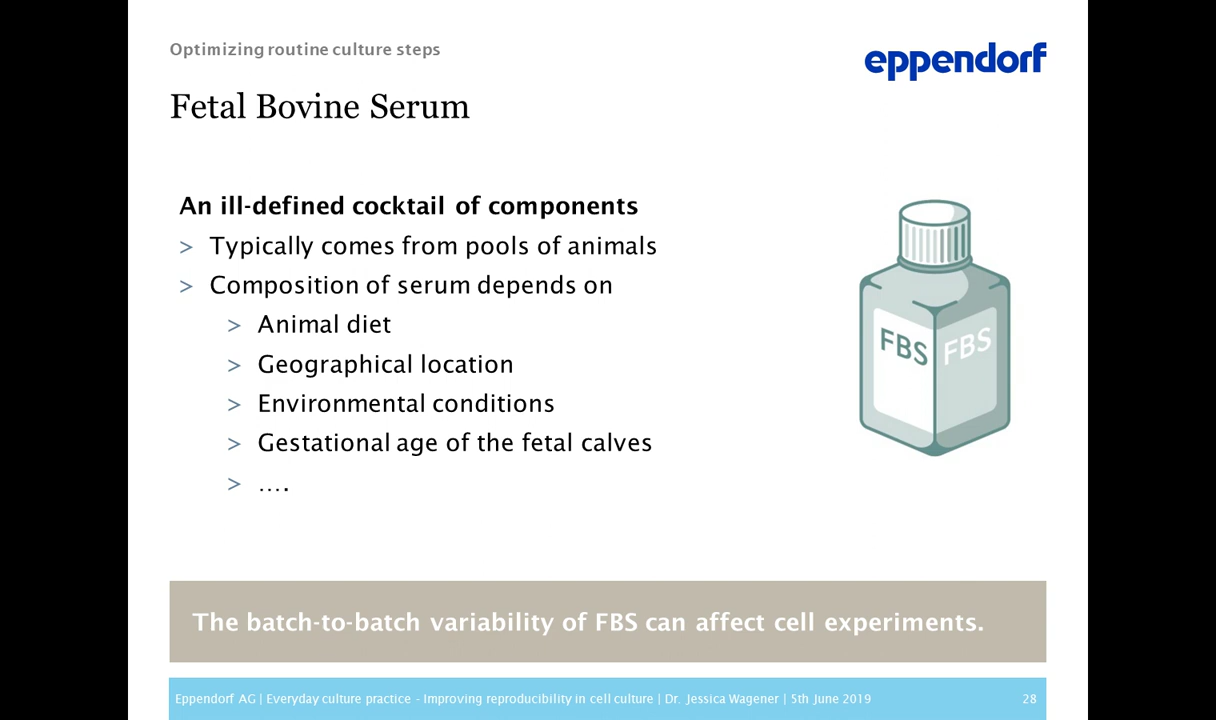 Optimizing routine culture steps
eppendorf
Fetal Bovine Serum
An ill-defined cocktail of components
> Typically comes from pools of animals
> Composition of serum depends on
> Animal diet
> Geographical location
> Environmental conditions
> Gestational age of the fetal calves
> ….
FBS FBS
The batch-to-batch variability of FBS can affect cell experiments.
Eppendorf AG | Everyday culture practice - Improving reproducibility in cell culture | Dr. Jessica Wagener | 5th June 2019 28